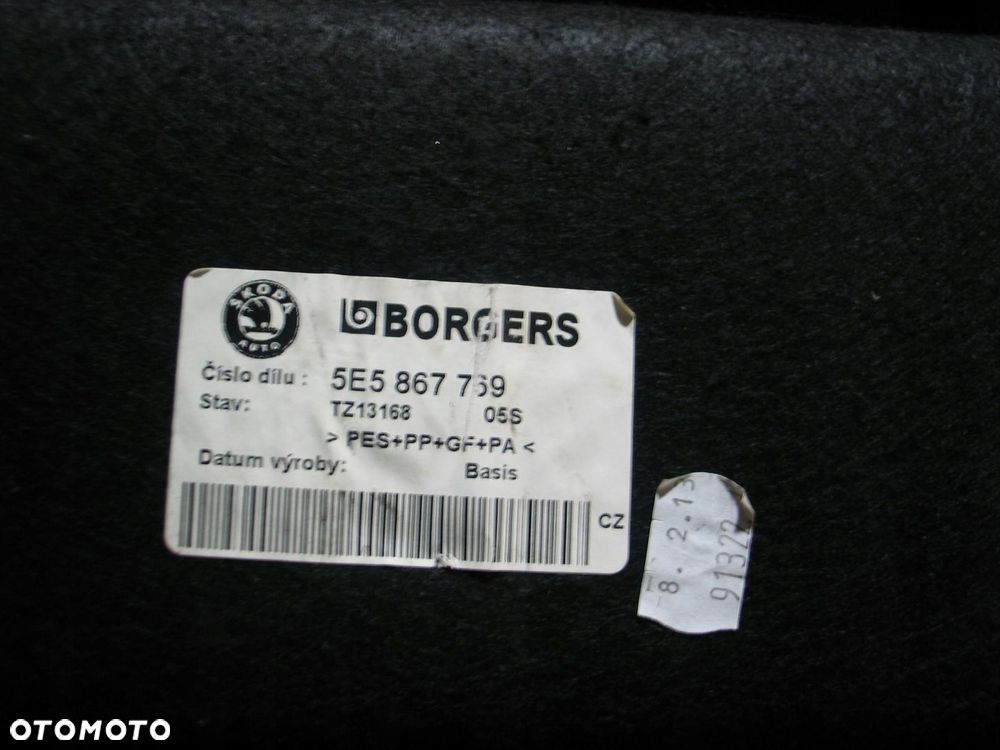 ŠKODA
AUTO
BORGERS
Číslo dílu : 5E5 867 769
Stav: TZ13168 05S
> PES+PP+GF+PA <
Datum výroby: Basis
CZ
8. 2.13
91322
OTOMOTO